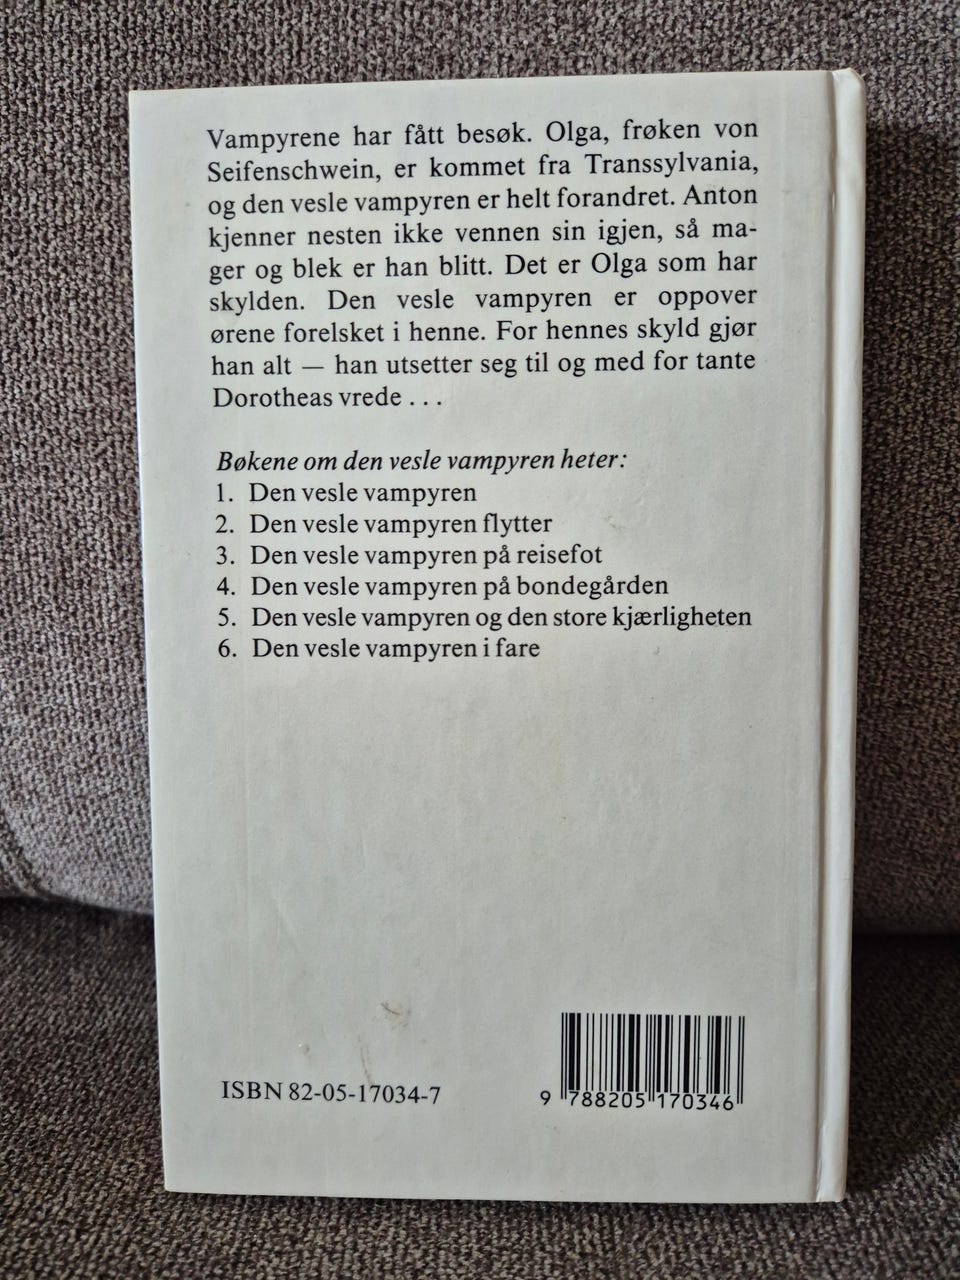 Vampyrene har fått besøk. Olga, frøken von
Seifenschwein, er kommet fra Transsylvania,
og den vesle vampyren er helt forandret. Anton
kjenner nesten ikke vennen sin igjen, så ma-
ger og blek er han blitt. Det er Olga som har
skylden. Den vesle vampyren er oppover
ørene forelsket i henne. For hennes skyld gjør
han alt — han utsetter seg til og med for tante
Dorotheas vrede . . .
Bøkene om den vesle vampyren heter:
1. Den vesle vampyren
2. Den vesle vampyren flytter
3. Den vesle vampyren på reisefot
4. Den vesle vampyren på bondegården
5. Den vesle vampyren og den store kjærligheten
6. Den vesle vampyren i fare
ISBN 82-05-17034-7
9 788205 170346